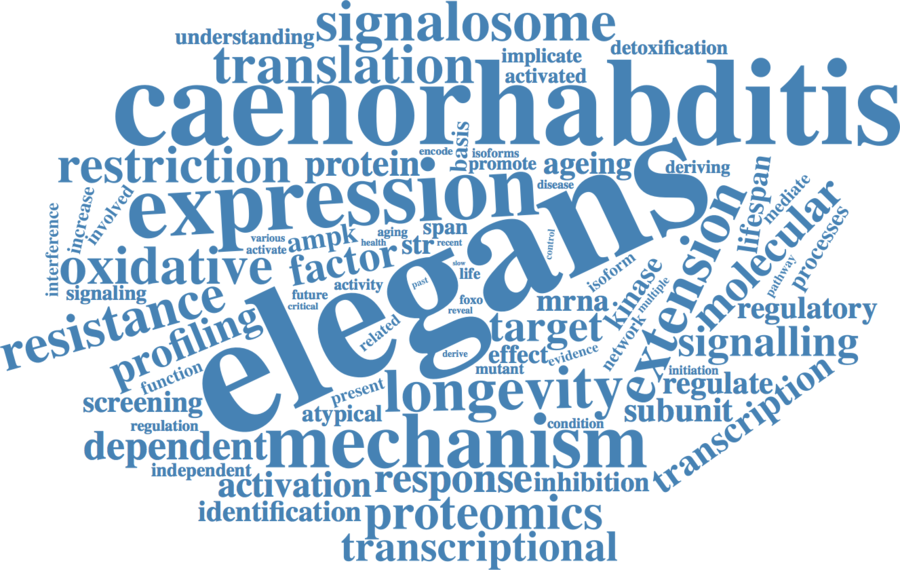 signalosome
understanding
translation
implicate
detoxification
activated
caenorhabditis
restriction
protein
encode
basis
isoforms
promote
ageing
deriving
expression
disease
elegans
interference
increase
involved
various
activate
ampk
aging
health
span
str
recent
control
extension
lifespan
mediate
molecular
processes
pathway
oxidative
signaling
factor
slow
life
past
isoform
future
critical
activity
foxo
reveal
mrna
kinase
multiple
network
regulatory
resistance
profiling
function
related
derive
target
effect
evidence
mutant
signalling
initiation
regulate
screening
regulation
present
atypical
longevity
condition
subunit
transcription
dependent
independent
mechanism
activation
response
inhibition
identification
proteomics
transcriptional